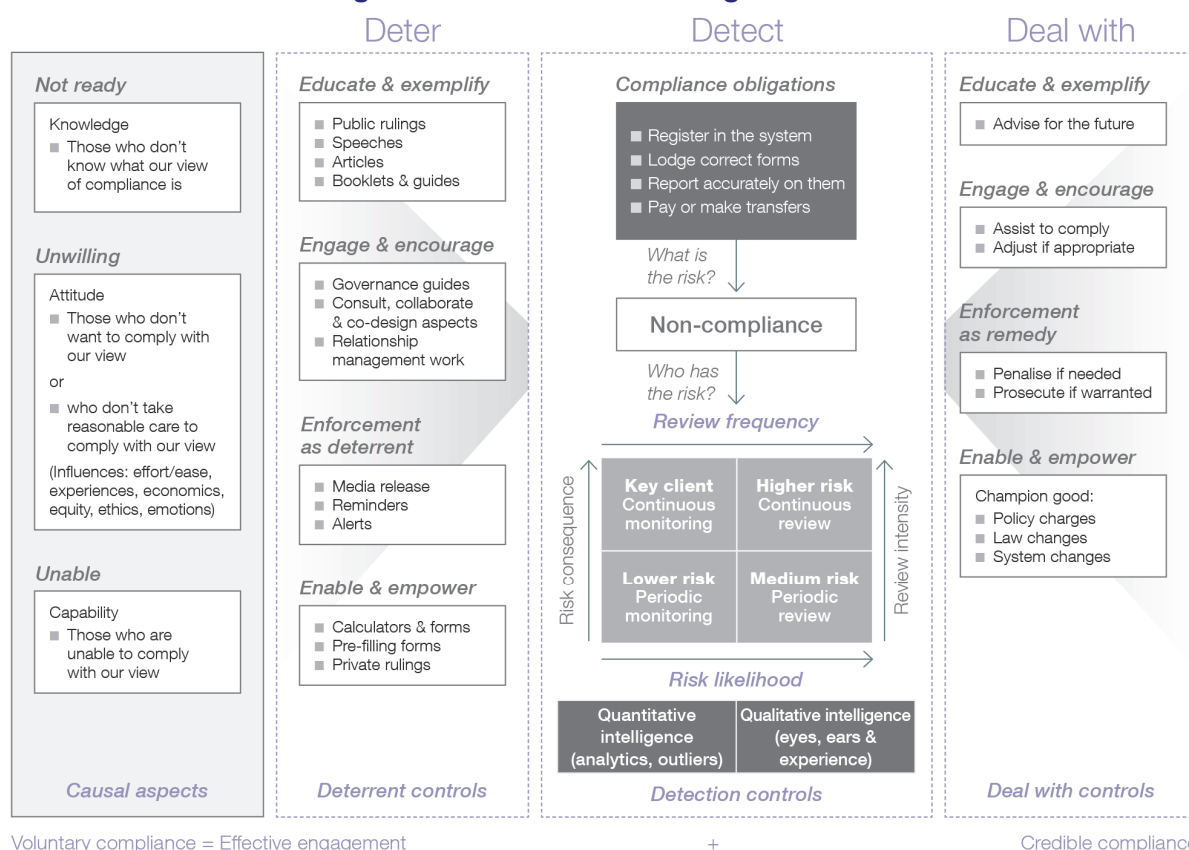 Deter
Detect
Deal with
Not ready
Knowledge
Those who don't
know what our view
of compliance is
Unwilling
Attitude
Those who don't
want to comply with
our view
or
who don't take
reasonable care to
comply with our view
(Influences: effort/ease,
experiences, economics,
equity, ethics, emotions)
Unable
Capability
Those who are
unable to comply
with our view
Causal aspects
Educate & exemplify
Public rulings
Speeches
Articles
Booklets & guides
Engage & encourage
Governance guides
Consult, collaborate
& co-design aspects
Relationship
management work
Enforcement
as deterrent
Media release
Reminders
Alerts
Enable & empower
Calculators & forms
Pre-filling forms
Private rulings
Deterrent controls
Compliance obligations
Register in the system
Lodge correct forms
Report accurately on them
Pay or make transfers
What is
the risk?
Non-compliance
Who has
the risk?
Review frequency
Risk consequence
Key client
Continuous
monitoring
Higher risk
Continuous
review
Lower risk
Periodic
monitoring
Medium risk
Periodic
review
Review intensity
Risk likelihood
Quantitative
intelligence
(analytics, outliers)
Qualitative intelligence
(eyes, ears &
experience)
Detection controls
Educate & exemplify
Advise for the future
Engage & encourage
Assist to comply
Adjust if appropriate
Enforcement
as remedy
Penalise if needed
Prosecute if warranted
Enable & empower
Champion good:
Policy charges
Law changes
System changes
Deal with controls
Voluntary compliance = Effective engagement
+
Credible compliance